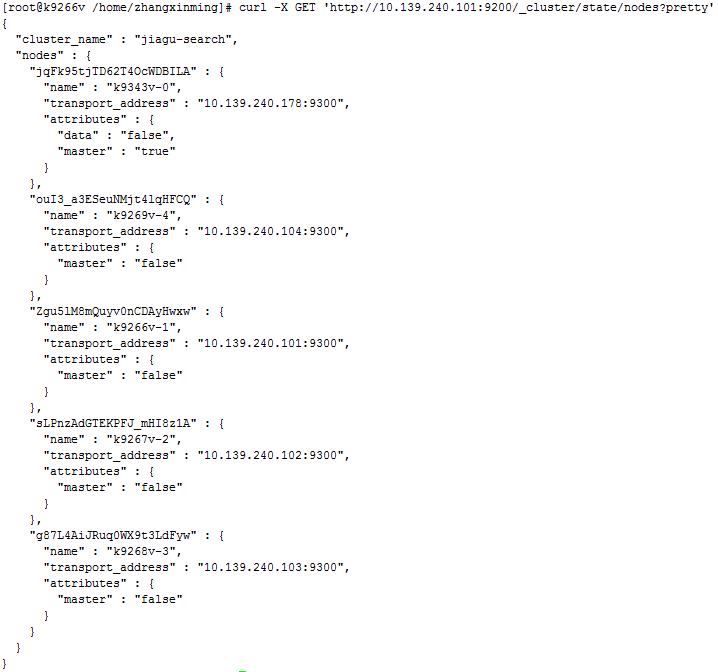 [root@k9266v /home/zhangxinming]# curl -X GET 'http://10.139.240.101:9200/_cluster/state/nodes?pretty'
{
  "cluster_name" : "jiagu-search",
  "nodes" : {
    "jqFk95tjTD62T4OcWDBILA" : {
      "name" : "k9343v-0",
      "transport_address" : "10.139.240.178:9300",
      "attributes" : {
        "data" : "false",
        "master" : "true"
      }
    },
    "ouI3_a3ESeuNMjt4lqHFCQ" : {
      "name" : "k9269v-4",
      "transport_address" : "10.139.240.104:9300",
      "attributes" : {
        "master" : "false"
      }
    },
    "Zgu5lM8mQuyv0nCDAyHwxw" : {
      "name" : "k9266v-1",
      "transport_address" : "10.139.240.101:9300",
      "attributes" : {
        "master" : "false"
      }
    },
    "sLPnzAdGTEKPFJ_mHI8z1A" : {
      "name" : "k9267v-2",
      "transport_address" : "10.139.240.102:9300",
      "attributes" : {
        "master" : "false"
      }
    },
    "g87L4AiJRuq0WX9t3LdFyw" : {
      "name" : "k9268v-3",
      "transport_address" : "10.139.240.103:9300",
      "attributes" : {
        "master" : "false"
      }
    }
  }
}